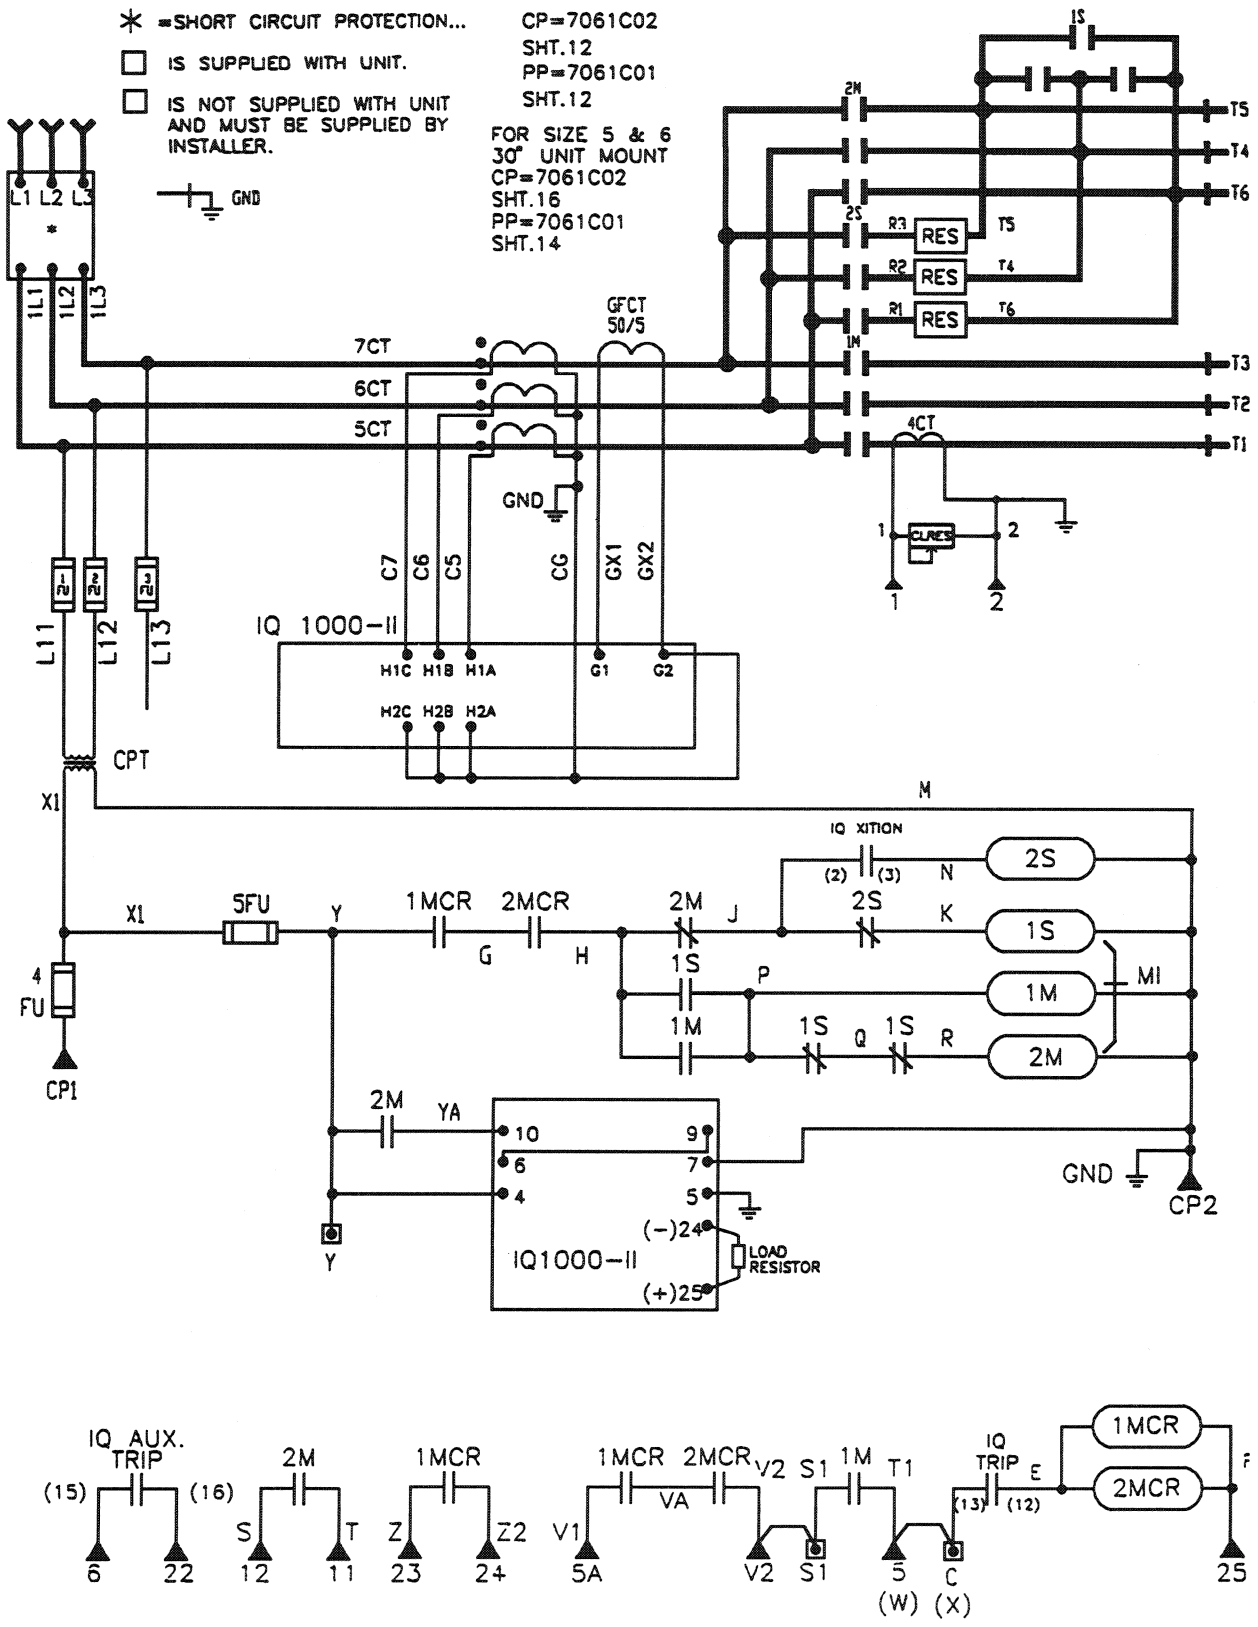 * =SHORT CIRCUIT PROTECTION...
IS SUPPLIED WITH UNIT.
IS NOT SUPPLIED WITH UNIT
AND MUST BE SUPPLIED BY
INSTALLER.
GND
CP=7061C02
SHT.12
PP=7061C01
SHT.12
FOR SIZE 5 & 6
30" UNIT MOUNT
CP=7061C02
SHT.16
PP=7061C01
SHT.14
1S
2M
T5
T4
T6
2S
R3 RES T5
R2 RES T4
R1 RES T6
1M
T3
T2
T1
L1 L2 L3
*
1L1 1L2 1L3
7CT
6CT
5CT
GFCT
50/5
4CT
GND
1 CLRES 2
1 2
C7 C6 C5 CG GX1 GX2
1FU 2FU 3FU
L11 L12 L13
IQ 1000-II
H1C H1B H1A G1 G2
H2C H2B H2A
CPT
X1
M
IQ XITION
(2) (3) N 2S
X1 5FU Y 1MCR 2MCR 2M J 2S K 1S
G H
4
FU
1S P 1M MI
1M 1S Q 1S R 2M
CP1
2M YA
10 9
6 7
4 5
(-)24
IQ1000-II
(+)25
LOAD
RESISTOR
Y
GND
CP2
IQ AUX.
TRIP
(15) (16)
6 22
2M
S T
12 11
1MCR
Z Z2
23 24
1MCR 2MCR V2
V1 VA
5A V2
S1 1M T1
S1 5 C
(W) (X)
IQ
TRIP
(13) (12)
E
1MCR
2MCR
25